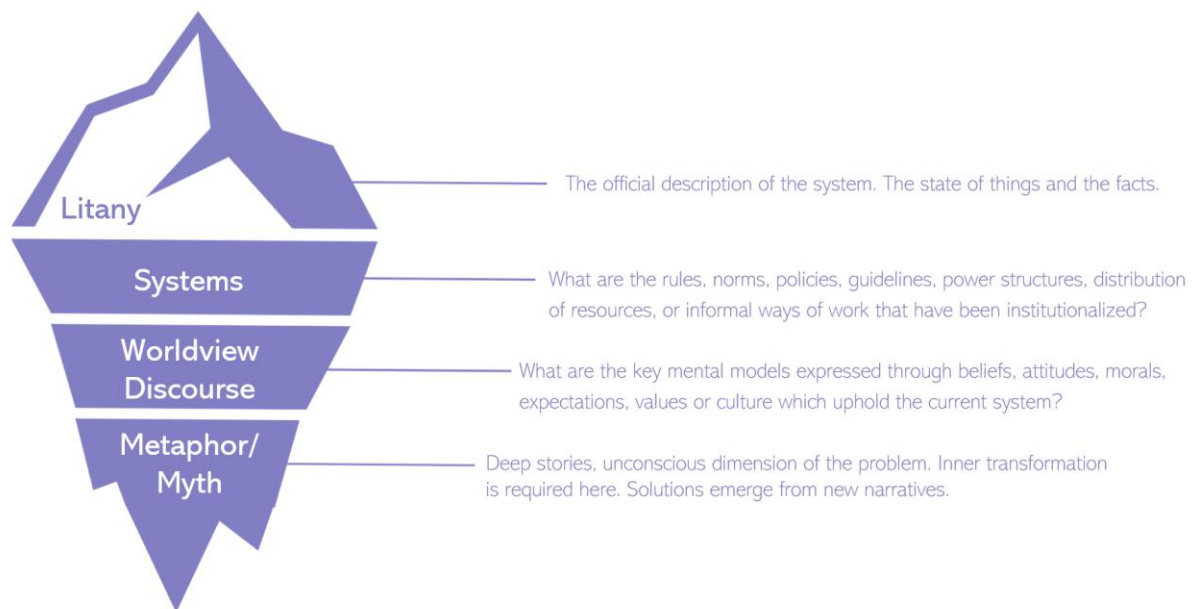 Litany
The official description of the system. The state of things and the facts.
Systems
What are the rules, norms, policies, guidelines, power structures, distribution
of resources, or informal ways of work that have been institutionalized?
Worldview
Discourse
What are the key mental models expressed through beliefs, attitudes, morals,
expectations, values or culture which uphold the current system?
Metaphor/
Myth
Deep stories, unconscious dimension of the problem. Inner transformation
is required here. Solutions emerge from new narratives.